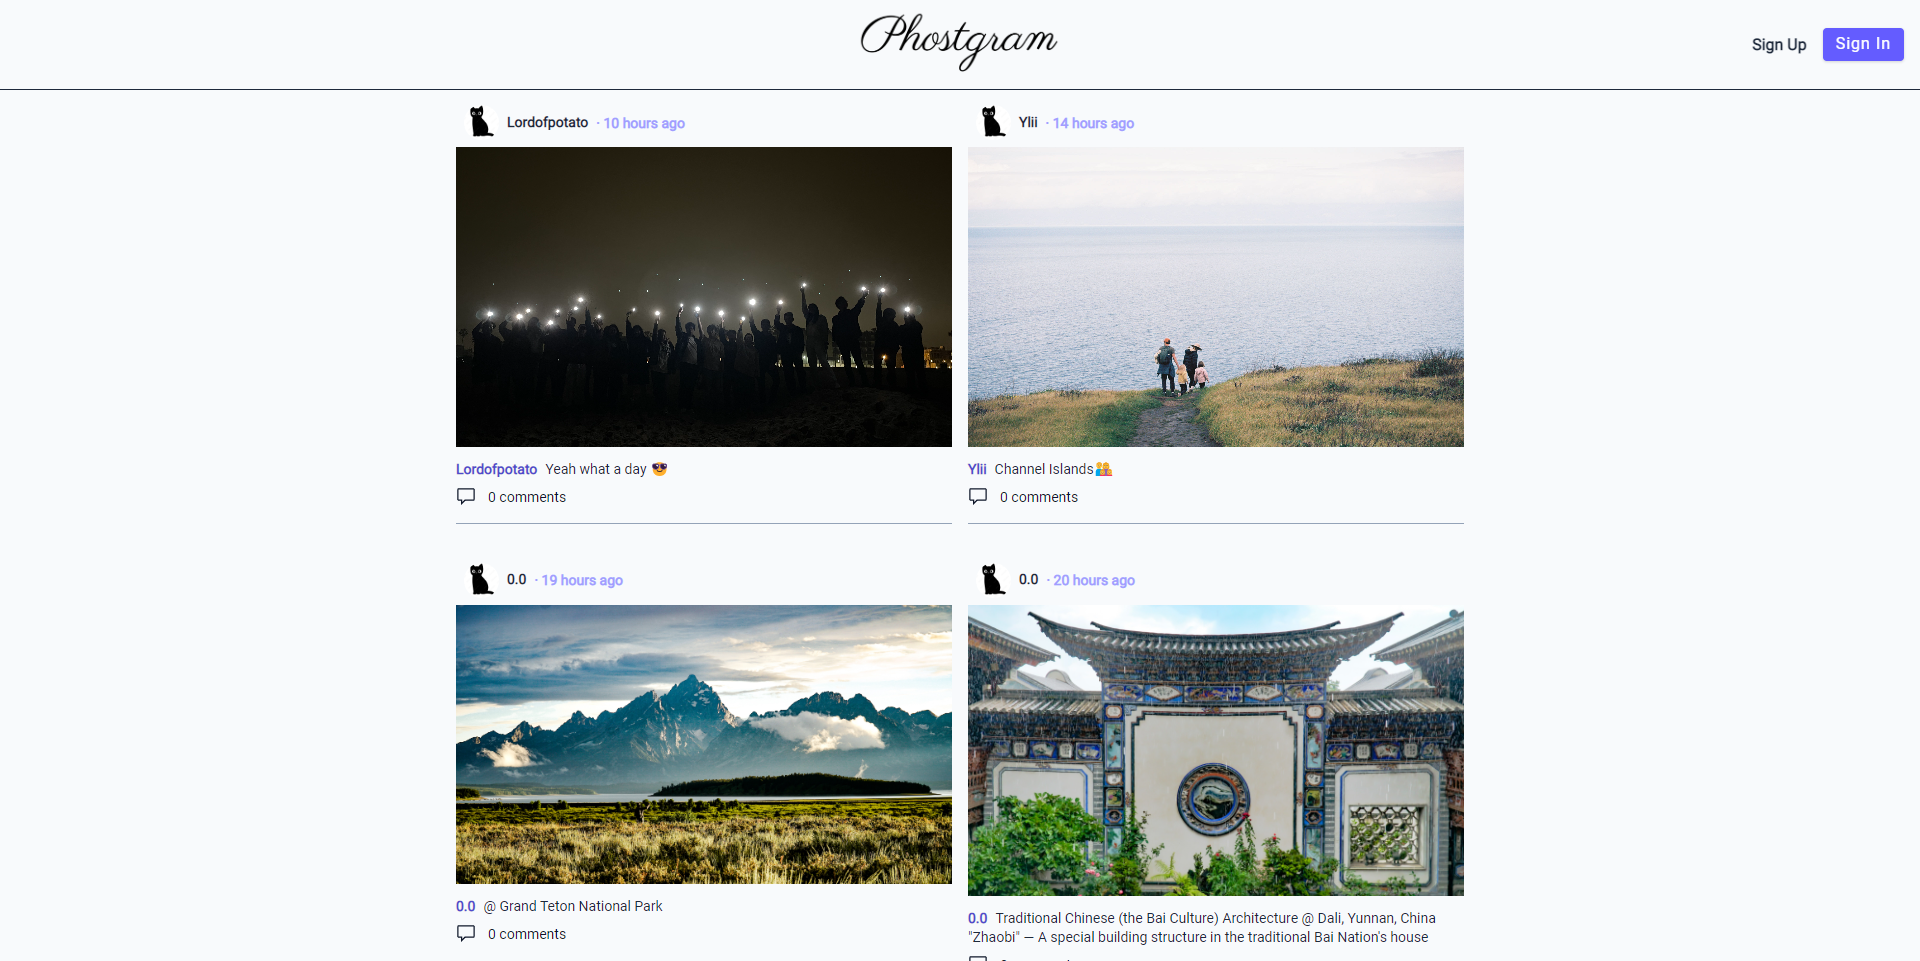 Phostgram
Sign Up
Sign In
Lordofpotato · 10 hours ago
Lordofpotato Yeah what a day 😎
0 comments
Ylii · 14 hours ago
Ylii Channel Islands
0 comments
0.0 · 19 hours ago
0.0 @ Grand Teton National Park
0 comments
0.0 · 20 hours ago
0.0 Traditional Chinese (the Bai Culture) Architecture @ Dali, Yunnan, China
"Zhaobi" — A special building structure in the traditional Bai Nation's house